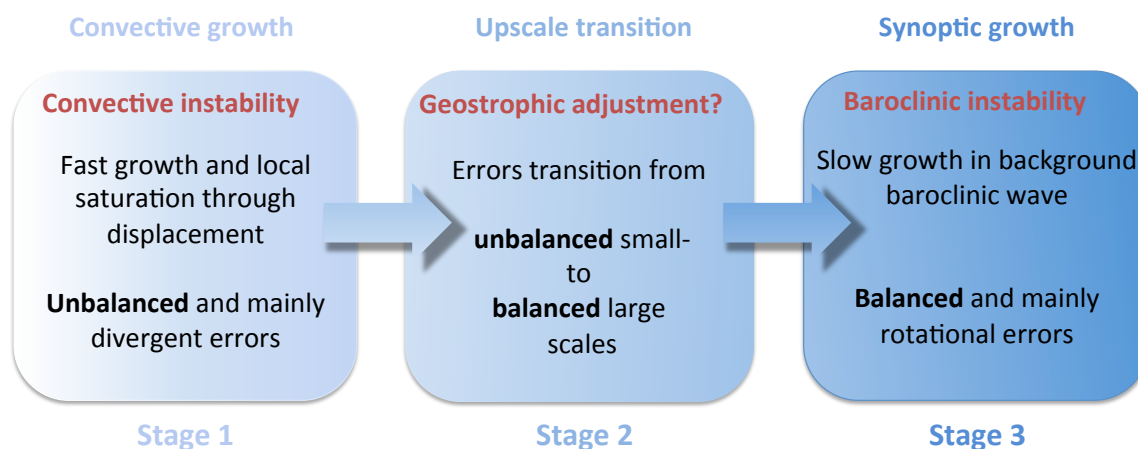 Convective growth
Convective instability
Fast growth and local
saturation through
displacement
Unbalanced and mainly
divergent errors
Stage 1
Upscale transition
Geostrophic adjustment?
Errors transition from
unbalanced small-
to
balanced large
scales
Stage 2
Synoptic growth
Baroclinic instability
Slow growth in background
baroclinic wave
Balanced and mainly
rotational errors
Stage 3